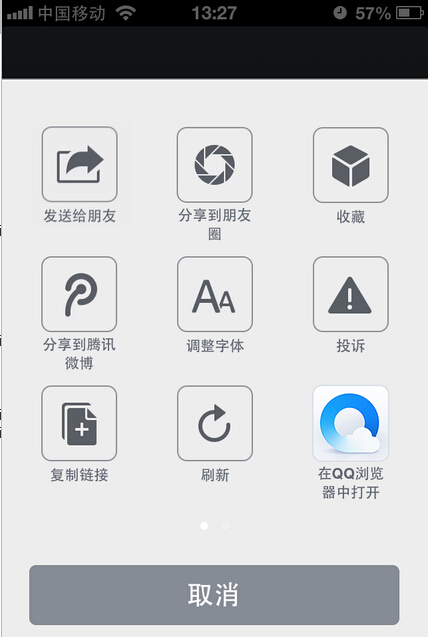 中国移动 13:27 57%
发送给朋友
分享到朋友
圈
收藏
分享到腾讯
微博
AA
调整字体
投诉
复制链接
刷新
在QQ浏览
器中打开
取消